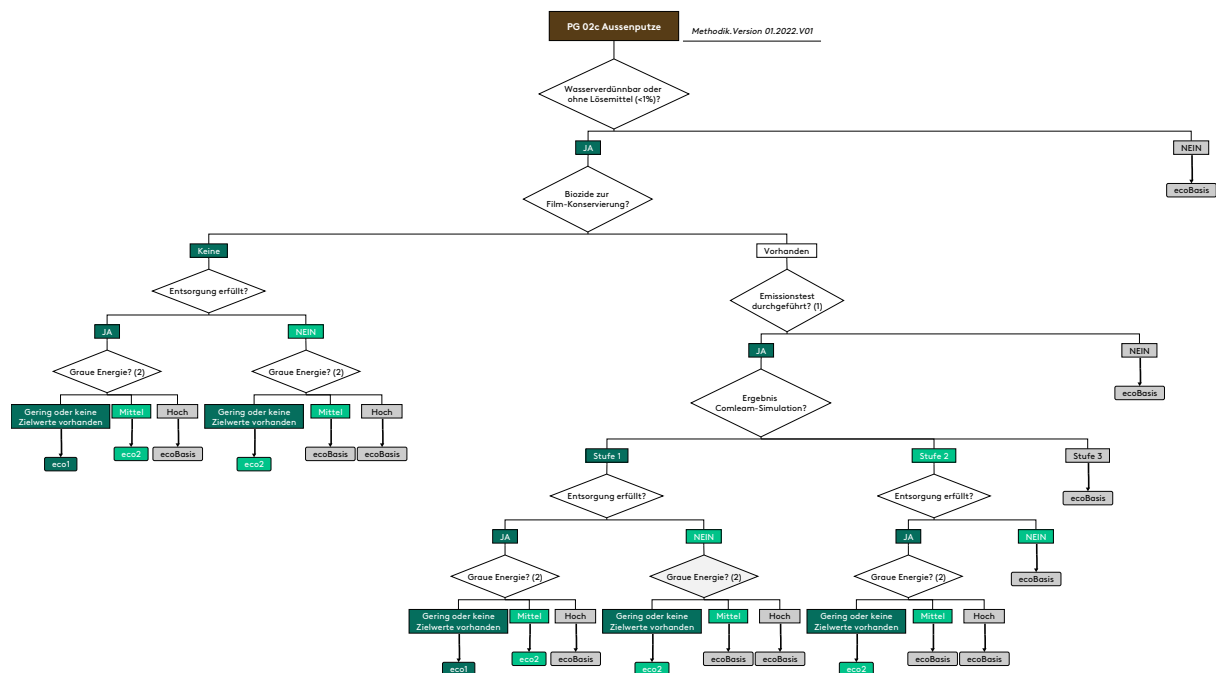 PG 02c Aussenputze
Methodik.Version 01.2022.V01
Wasserverdünnbar oder
ohne Lösemittel (<1%)?
JA
NEIN
ecoBasis
Biozide zur
Film-Konservierung?
Keine
Vorhanden
Entsorgung erfüllt?
Emissionstest
durchgeführt? (1)
JA
NEIN
JA
NEIN
ecoBasis
Graue Energie? (2)
Graue Energie? (2)
Ergebnis
Comleam-Simulation?
Gering oder keine
Zielwerte vorhanden
Mittel
Hoch
Gering oder keine
Zielwerte vorhanden
Mittel
Hoch
eco1
eco2
ecoBasis
eco2
ecoBasis
ecoBasis
Stufe 1
Stufe 2
Stufe 3
ecoBasis
Entsorgung erfüllt?
Entsorgung erfüllt?
JA
NEIN
JA
NEIN
ecoBasis
Graue Energie? (2)
Graue Energie? (2)
Graue Energie? (2)
Gering oder keine
Zielwerte vorhanden
Mittel
Hoch
Gering oder keine
Zielwerte vorhanden
Mittel
Hoch
Gering oder keine
Zielwerte vorhanden
Mittel
Hoch
eco1
eco2
ecoBasis
eco2
ecoBasis
ecoBasis
eco2
ecoBasis
ecoBasis